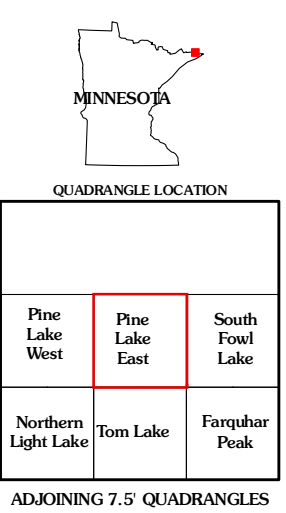 MINNESOTA
QUADRANGLE LOCATION
Pine
Lake
West
Pine
Lake
East
South
Fowl
Lake
Northern
Light Lake
Tom Lake
Farquhar
Peak
ADJOINING 7.5' QUADRANGLES